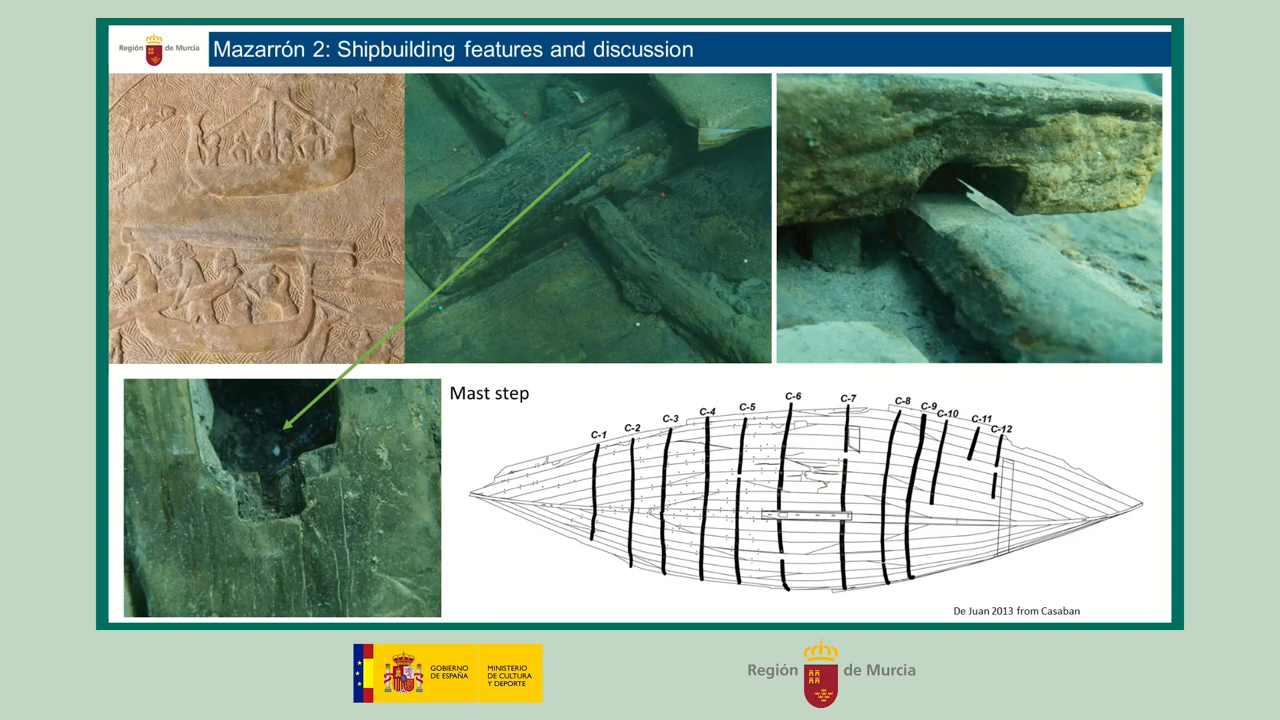 Región de Murcia
Mazarrón 2: Shipbuilding features and discussion
Mast step
C-1
C-2
C-3
C-4
C-5
C-6
C-7
C-8
C-9
C-10
C-11
C-12
De Juan 2013 from Casaban
GOBIERNO
DE ESPAÑA
MINISTERIO
DE CULTURA
Y DEPORTE
Región de Murcia